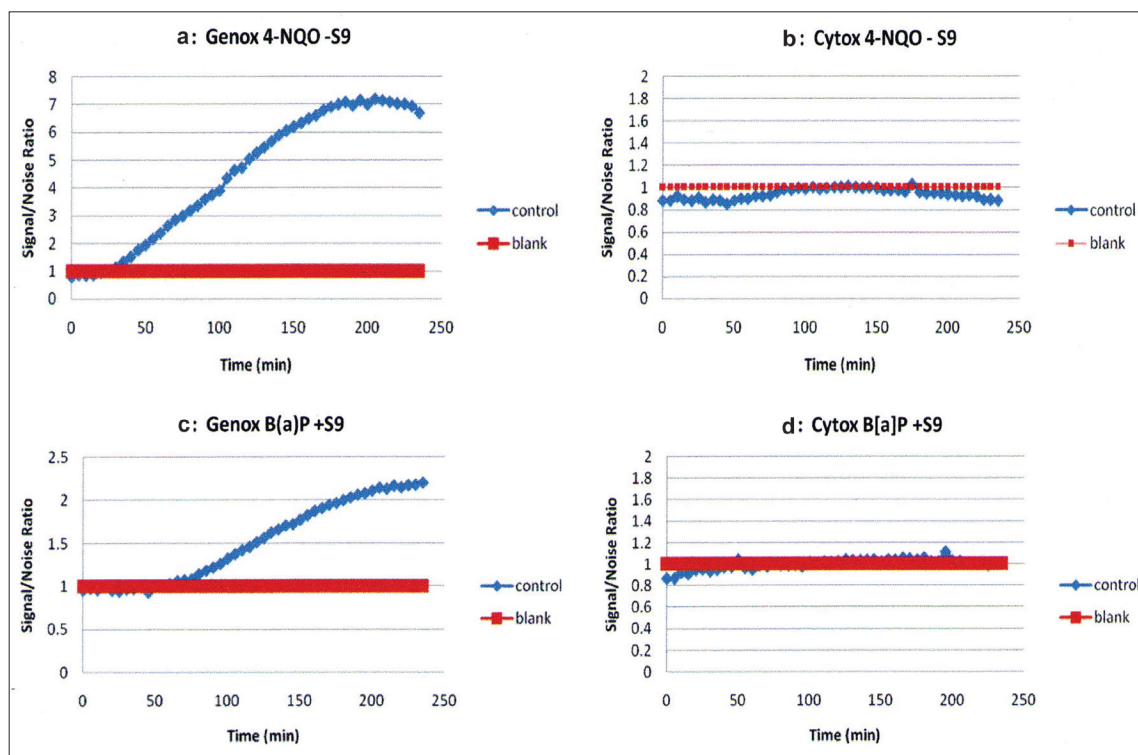 a: Genox 4-NQO -S9
Signal/Noise Ratio
8
7
6
5
4
3
2
1
0
0 50 100 150 200 250
Time (min)
control
blank
b: Cytox 4-NQO - S9
Signal/Noise Ratio
2
1.8
1.6
1.4
1.2
1
0.8
0.6
0.4
0.2
0
0 50 100 150 200 250
Time (min)
control
blank
c: Genox B(a)P +S9
Signal/Noise Ratio
2.5
2
1.5
1
0.5
0
0 50 100 150 200 250
Time (min)
control
blank
d: Cytox B[a]P +S9
Signal/Noise Ratio
2
1.8
1.6
1.4
1.2
1
0.8
0.6
0.4
0.2
0
0 50 100 150 200 250
Time (min)
control
blank